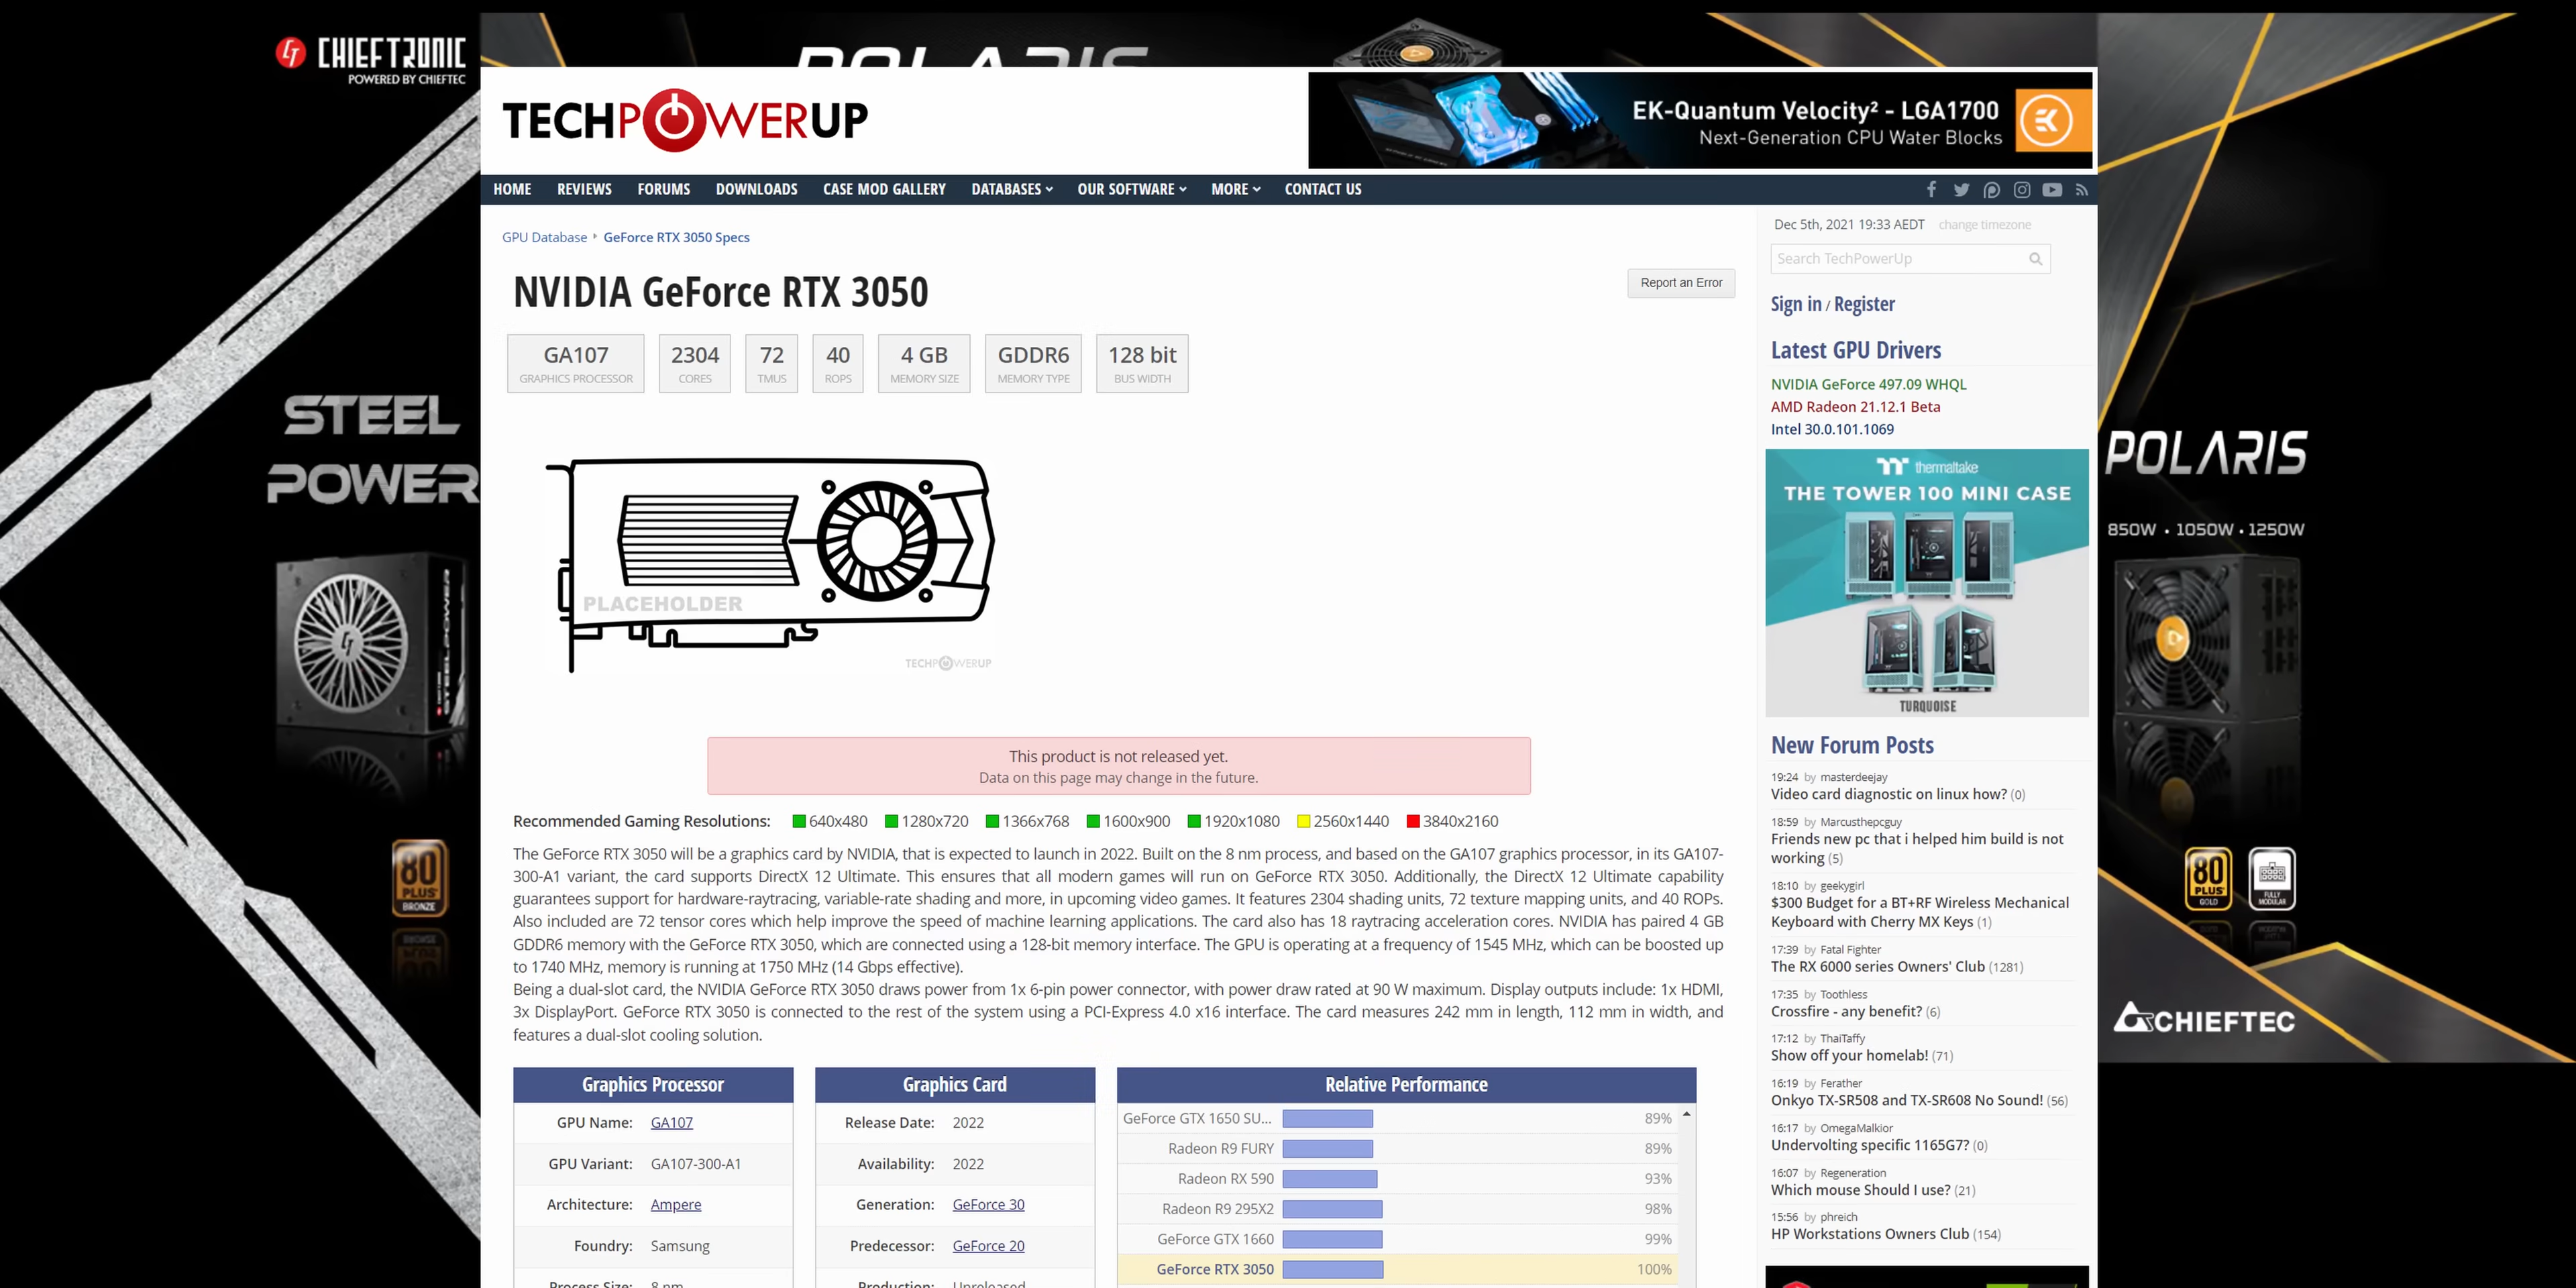 CHIEFTRONIC
POWERED BY CHIEFTEC
STEEL
POWER
80
PLUS
BRONZE
POLARIS
TECHPOWERUP
EK-Quantum Velocity² - LGA1700
Next-Generation CPU Water Blocks
HOME REVIEWS FORUMS DOWNLOADS CASE MOD GALLERY DATABASES OUR SOFTWARE MORE CONTACT US
GPU Database GeForce RTX 3050 Specs
NVIDIA GeForce RTX 3050
Report an Error
GA107 2304 72 40 4 GB GDDR6 128 bit
GRAPHICS PROCESSOR CORES TMUS ROPS MEMORY SIZE MEMORY TYPE BUS WIDTH
PLACEHOLDER
TECHPOWERUP
This product is not released yet.
Data on this page may change in the future.
Recommended Gaming Resolutions: 640x480 1280x720 1366x768 1600x900 1920x1080 2560x1440 3840x2160
The GeForce RTX 3050 will be a graphics card by NVIDIA, that is expected to launch in 2022. Built on the 8 nm process, and based on the GA107 graphics processor, in its GA107-
300-A1 variant, the card supports DirectX 12 Ultimate. This ensures that all modern games will run on GeForce RTX 3050. Additionally, the DirectX 12 Ultimate capability
guarantees support for hardware-raytracing, variable-rate shading and more, in upcoming video games. It features 2304 shading units, 72 texture mapping units, and 40 ROPs.
Also included are 72 tensor cores which help improve the speed of machine learning applications. The card also has 18 raytracing acceleration cores. NVIDIA has paired 4 GB
GDDR6 memory with the GeForce RTX 3050, which are connected using a 128-bit memory interface. The GPU is operating at a frequency of 1545 MHz, which can be boosted up
to 1740 MHz, memory is running at 1750 MHz (14 Gbps effective).
Being a dual-slot card, the NVIDIA GeForce RTX 3050 draws power from 1x 6-pin power connector, with power draw rated at 90 W maximum. Display outputs include: 1x HDMI,
3x DisplayPort. GeForce RTX 3050 is connected to the rest of the system using a PCI-Express 4.0 x16 interface. The card measures 242 mm in length, 112 mm in width, and
features a dual-slot cooling solution.
Graphics Processor
GPU Name: GA107
GPU Variant: GA107-300-A1
Architecture: Ampere
Foundry: Samsung
Process Size: 8 nm
Graphics Card
Release Date: 2022
Availability: 2022
Generation: GeForce 30
Predecessor: GeForce 20
Production: Unreleased
Relative Performance
GeForce GTX 1650 SU... 89%
Radeon R9 FURY 89%
Radeon RX 590 93%
Radeon R9 295X2 98%
GeForce GTX 1660 99%
GeForce RTX 3050 100%
Dec 5th, 2021 19:33 AEDT change timezone
Search TechPowerUp
Sign in / Register
Latest GPU Drivers
NVIDIA GeForce 497.09 WHQL
AMD Radeon 21.12.1 Beta
Intel 30.0.101.1069
thermaltake
THE TOWER 100 MINI CASE
TURQUOISE
New Forum Posts
19:24 by masterdeejay
Video card diagnostic on linux how? (0)
18:59 by Marcusthepcguy
Friends new pc that i helped him build is not
working (5)
18:10 by geekygirl
$300 Budget for a BT+RF Wireless Mechanical
Keyboard with Cherry MX Keys (1)
17:39 by Fatal Fighter
The RX 6000 series Owners' Club (1281)
17:35 by Toothless
Crossfire - any benefit? (6)
17:12 by ThaiTaffy
Show off your homelab! (71)
16:19 by Ferather
Onkyo TX-SR508 and TX-SR608 No Sound! (56)
16:17 by OmegaMalkior
Undervolting specific 1165G7? (0)
16:07 by Regeneration
Which mouse Should I use? (21)
15:56 by phreich
HP Workstations Owners Club (154)
POLARIS
850W • 1050W • 1250W
80
PLUS
GOLD
FULLY
MODULAR
CHIEFTEC